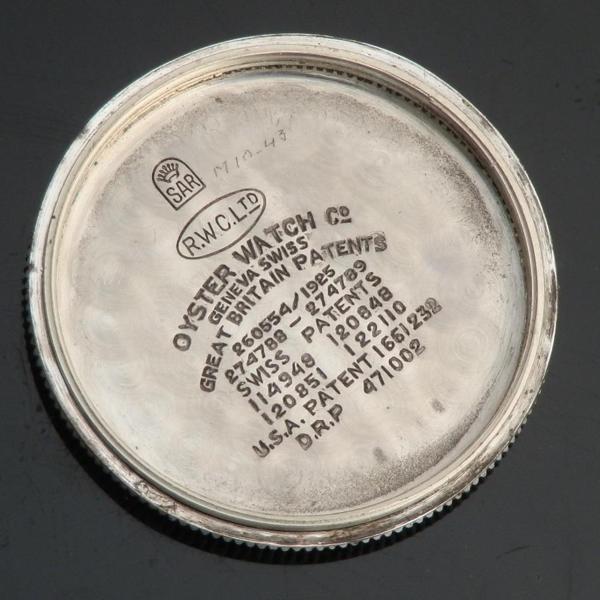 M10-43
SAR
R.W.C.LTD
OYSTER WATCH Co
GENEVA SWISS
GREAT BRITAIN PATENTS
260554/1925
274788-274789
SWISS PATENTS
114948 120848
120851 122110
U.S.A. PATENT 1661232
D.R.P 471002